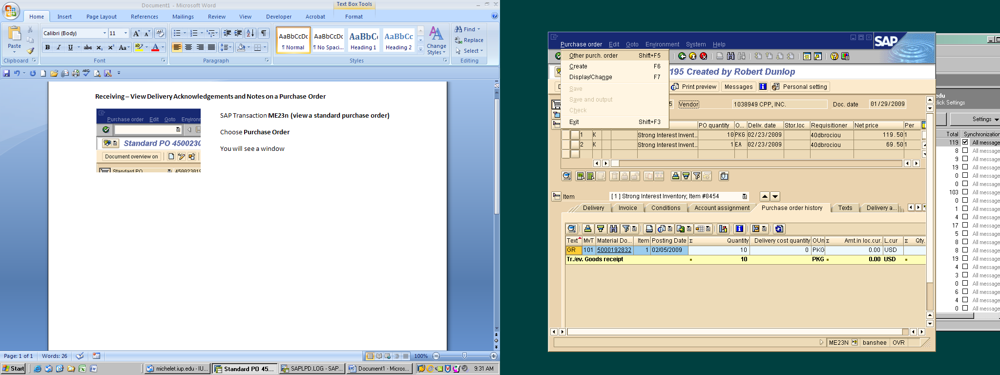 Document1 - Microsoft Word
Text Box Tools
Home
Insert
Page Layout
References
Mailings
Review
View
Developer
Acrobat
Format
Paste
Clipboard
Calibri (Body)
11
Font
Paragraph
AaBbCcDc
AaBbCcDc
AaBbC
AaBbCc
¶ Normal
¶ No Spaci...
Heading 1
Heading 2
Change
Styles
Styles
Find
Replace
Select
Editing
Receiving – View Delivery Acknowledgements and Notes on a Purchase Order
Purchase order Edit Goto Environ
Standard PO 4500230
Document overview on
Standard PO 450023019
SAP Transaction ME23n (view a standard purchase order)
Choose Purchase Order
You will see a window
Page: 1 of 1
Words: 26
100%
Start
michelet.iup.edu - IU...
Standard PO 45...
SAPLPD.LOG - SAP...
Document1 - Micros...
9:31 AM
Purchase order Edit Goto Environment System Help
SAP
Other purch. order Shift+F5
Create F6
Display/Change F7
Save
Save and output
Check
Exit Shift+F3
195 Created by Robert Dunlop
Print preview
Messages
Personal setting
5 Vendor 1038949 CPP, INC. Doc. date 01/29/2009
PO quantity O... Deliv. date Stor.loc Requisitioner Net price Per
1 K Strong Interest Invent... 10 PKG 02/23/2009 40dbrociou 119.50 1
2 K Strong Interest Invent... 1 EA 02/23/2009 40dbrociou 69.50 1
Item [ 1 ] Strong Interest Inventory; Item #8454
Delivery Invoice Conditions Account assignment Purchase order history Texts Delivery a...
Text MvT Material Do... Item Posting Date Σ Quantity Delivery cost quantity OUn Σ Amt.in loc.cur. L.cur Σ Qty.
GR 101 5000192832 1 02/05/2009 10 0 PKG 0.00 USD
Tr./ev. Goods receipt 10 PKG 0.00 USD
ME23N banshee OVR
edu
lick Settings
Settings
Total Synchronization
119 All message
8 All message
9 All message
19 All message
0 All message
0 All message
103 All message
0 All message
1 All message
4 All message
17 All message
5 All message
8 All message
8 All message
19 All message
4 All message
3 All message
0 All message
6 All message
4 All message
0 All message